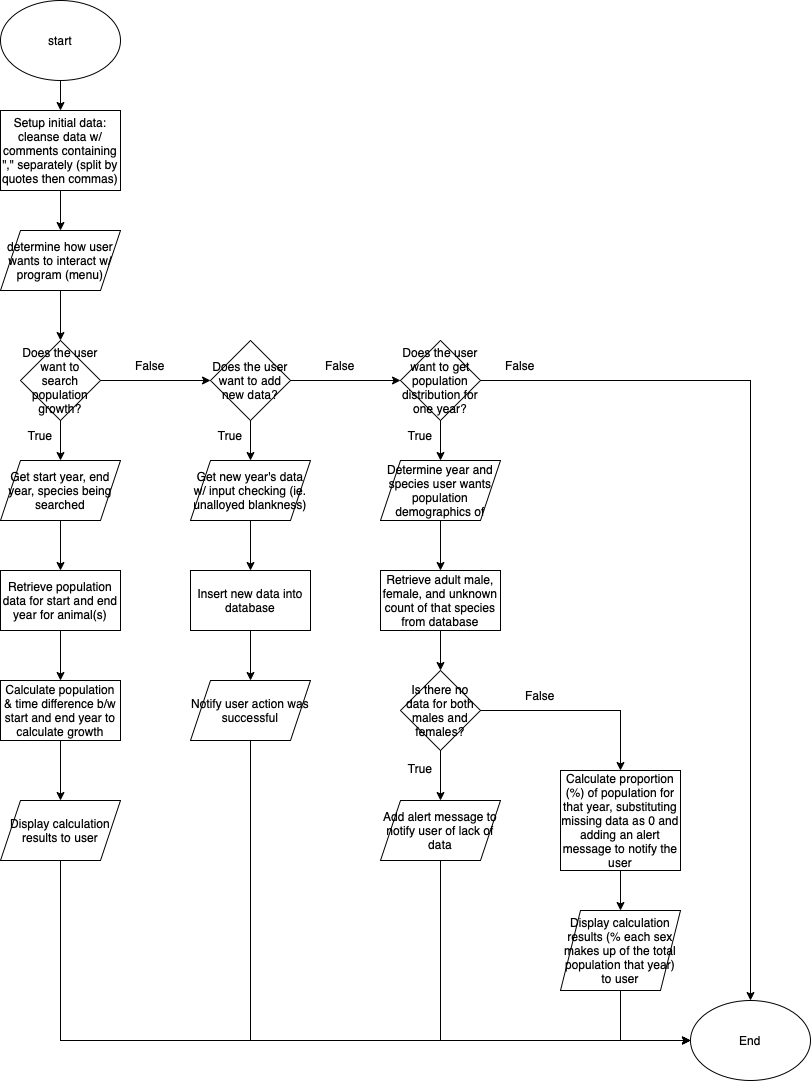 start
Setup initial data:
cleanse data w/
comments containing
"," separately (split by
quotes then commas)
determine how user
wants to interact w/
program (menu)
Does the user
want to
search
population
growth?
False
Does the user
want to add
new data?
False
Does the user
want to get
population
distribution for
one year?
False
True
True
True
Get start year, end
year, species being
searched
Get new year's data
w/ input checking (ie.
unalloyed blankness)
Determine year and
species user wants
population
demographics of
Retrieve population
data for start and end
year for animal(s)
Insert new data into
database
Retrieve adult male,
female, and unknown
count of that species
from database
Calculate population
& time difference b/w
start and end year to
calculate growth
Notify user action was
successful
Is there no
data for both
males and
females?
False
True
Calculate proportion
(%) of population for
that year, substituting
missing data as 0 and
adding an alert
message to notify the
user
Display calculation
results to user
Add alert message to
notify user of lack of
data
Display calculation
results (% each sex
makes up of the total
population that year)
to user
End